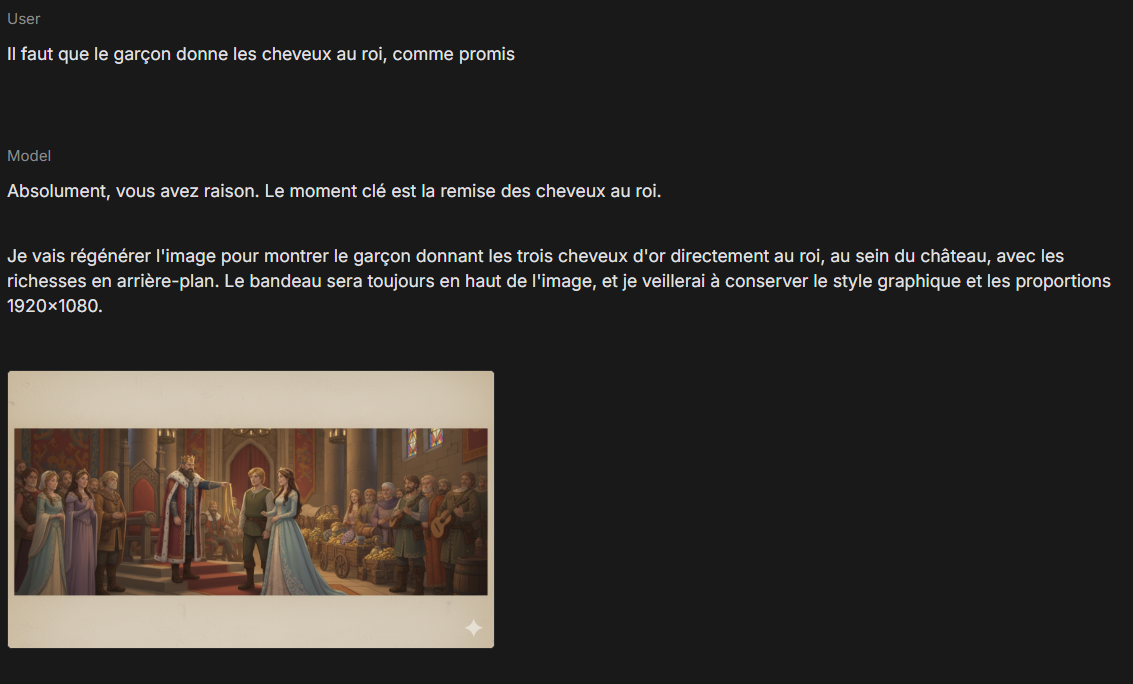 User
Il faut que le garçon donne les cheveux au roi, comme promis
Model
Absolument, vous avez raison. Le moment clé est la remise des cheveux au roi.
Je vais régénérer l'image pour montrer le garçon donnant les trois cheveux d'or directement au roi, au sein du château, avec les
richesses en arrière-plan. Le bandeau sera toujours en haut de l'image, et je veillerai à conserver le style graphique et les proportions
1920×1080.